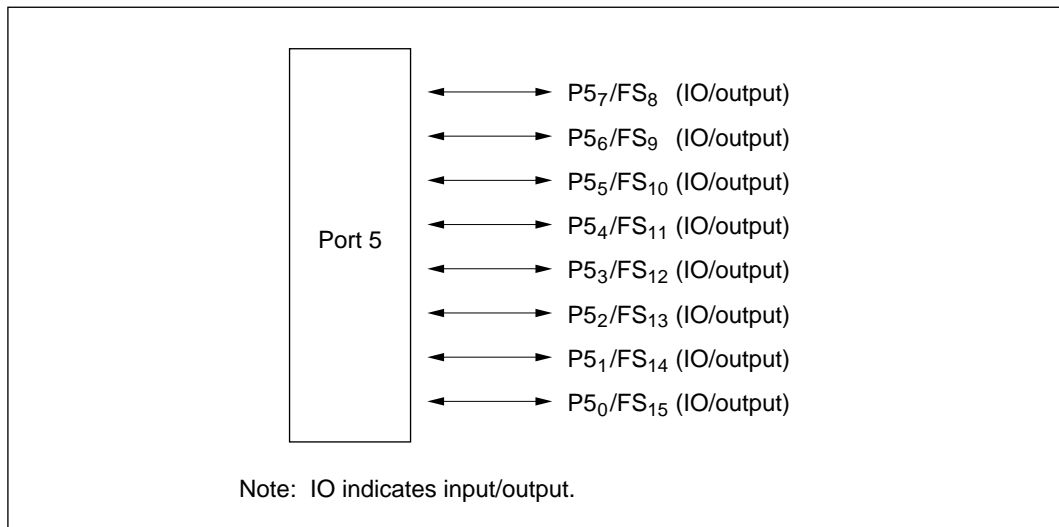 P5₇/FS₈ (IO/output)
P5₆/FS₉ (IO/output)
P5₅/FS₁₀ (IO/output)
P5₄/FS₁₁ (IO/output)
Port 5
P5₃/FS₁₂ (IO/output)
P5₂/FS₁₃ (IO/output)
P5₁/FS₁₄ (IO/output)
P5₀/FS₁₅ (IO/output)
Note: IO indicates input/output.